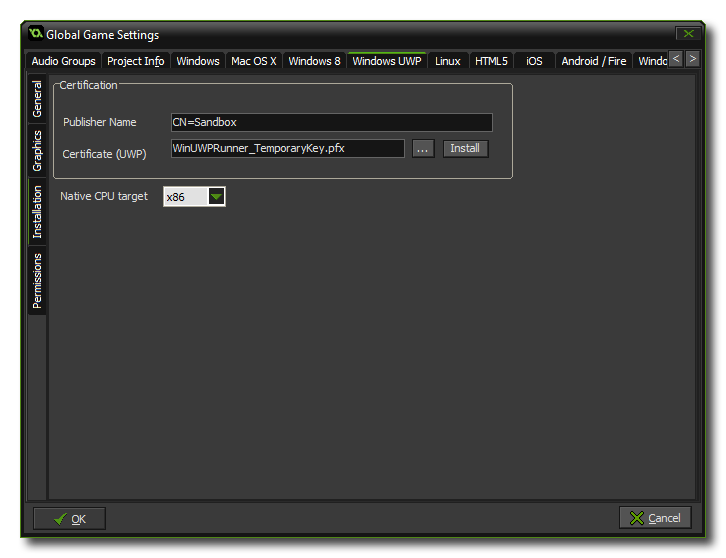 Global Game Settings
Audio Groups Project Info Windows Mac OS X Windows 8 Windows UWP Linux HTML5 iOS Android / Fire < >
General
Graphics
Installation
Permissions
Certification
Publisher Name CN=Sandbox
Certificate (UWP) WinUWPRunner_TemporaryKey.pfx ... Install
Native CPU target x86
OK Cancel